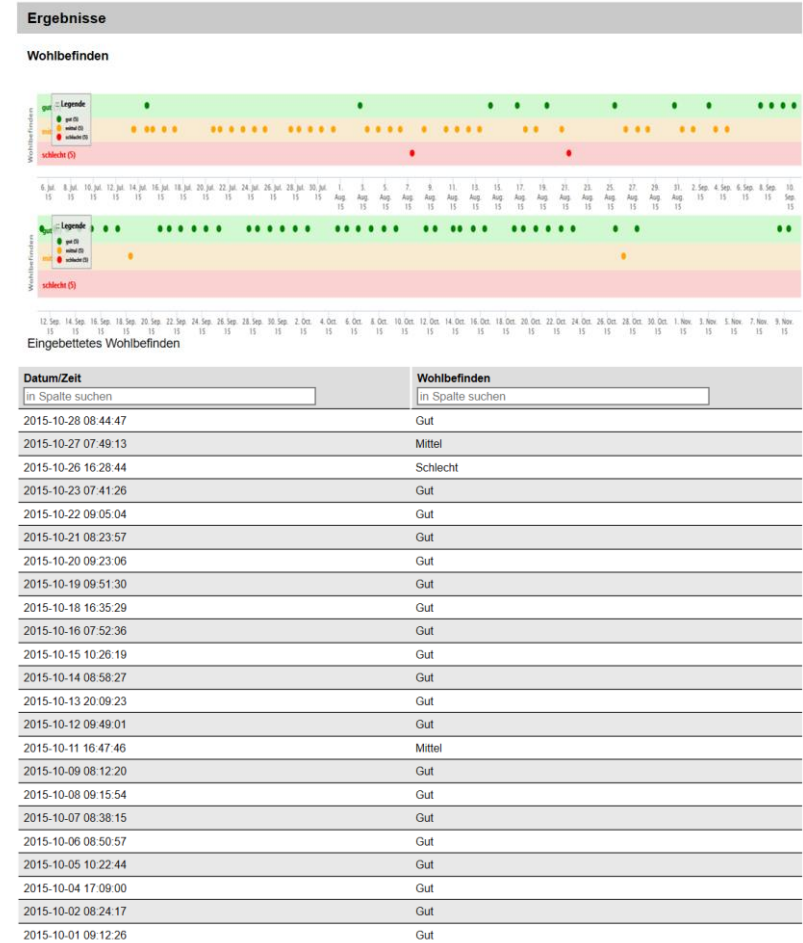 Ergebnisse
Wohlbefinden
Legende
gut (5)
mittel (5)
schlecht (5)
Wohlbefinden
gut
schlecht (5)
6. Jul. 15 8. Jul. 15 10. Jul. 15 12. Jul. 15 14. Jul. 15 16. Jul. 15 18. Jul. 15 20. Jul. 15 22. Jul. 15 24. Jul. 15 26. Jul. 15 28. Jul. 15 30. Jul. 15 1. Aug. 15 3. Aug. 15 5. Aug. 15 7. Aug. 15 9. Aug. 15 11. Aug. 15 13. Aug. 15 15. Aug. 15 17. Aug. 15 19. Aug. 15 21. Aug. 15 23. Aug. 15 25. Aug. 15 27. Aug. 15 29. Aug. 15 31. Aug. 15 2. Sep. 15 4. Sep. 15 6. Sep. 15 8. Sep. 15 10. Sep. 15
Legende
gut (5)
mittel (5)
schlecht (5)
Wohlbefinden
gut
schlecht (5)
12. Sep. 15 14. Sep. 15 16. Sep. 15 18. Sep. 15 20. Sep. 15 22. Sep. 15 24. Sep. 15 26. Sep. 15 28. Sep. 15 30. Sep. 15 2. Oct. 15 4. Oct. 15 6. Oct. 15 8. Oct. 15 10. Oct. 15 12. Oct. 15 14. Oct. 15 16. Oct. 15 18. Oct. 15 20. Oct. 15 22. Oct. 15 24. Oct. 15 26. Oct. 15 28. Oct. 15 30. Oct. 15 1. Nov. 15 3. Nov. 15 5. Nov. 15 7. Nov. 15 9. Nov. 15
Eingebettetes Wohlbefinden
Datum/Zeit Wohlbefinden
in Spalte suchen in Spalte suchen
2015-10-28 08:44:47 Gut
2015-10-27 07:49:13 Mittel
2015-10-26 16:28:44 Schlecht
2015-10-23 07:41:26 Gut
2015-10-22 09:05:04 Gut
2015-10-21 08:23:57 Gut
2015-10-20 09:23:06 Gut
2015-10-19 09:51:30 Gut
2015-10-18 16:35:29 Gut
2015-10-16 07:52:36 Gut
2015-10-15 10:26:19 Gut
2015-10-14 08:58:27 Gut
2015-10-13 20:09:23 Gut
2015-10-12 09:49:01 Gut
2015-10-11 16:47:46 Mittel
2015-10-09 08:12:20 Gut
2015-10-08 09:15:54 Gut
2015-10-07 08:38:15 Gut
2015-10-06 08:50:57 Gut
2015-10-05 10:22:44 Gut
2015-10-04 17:09:00 Gut
2015-10-02 08:24:17 Gut
2015-10-01 09:12:26 Gut